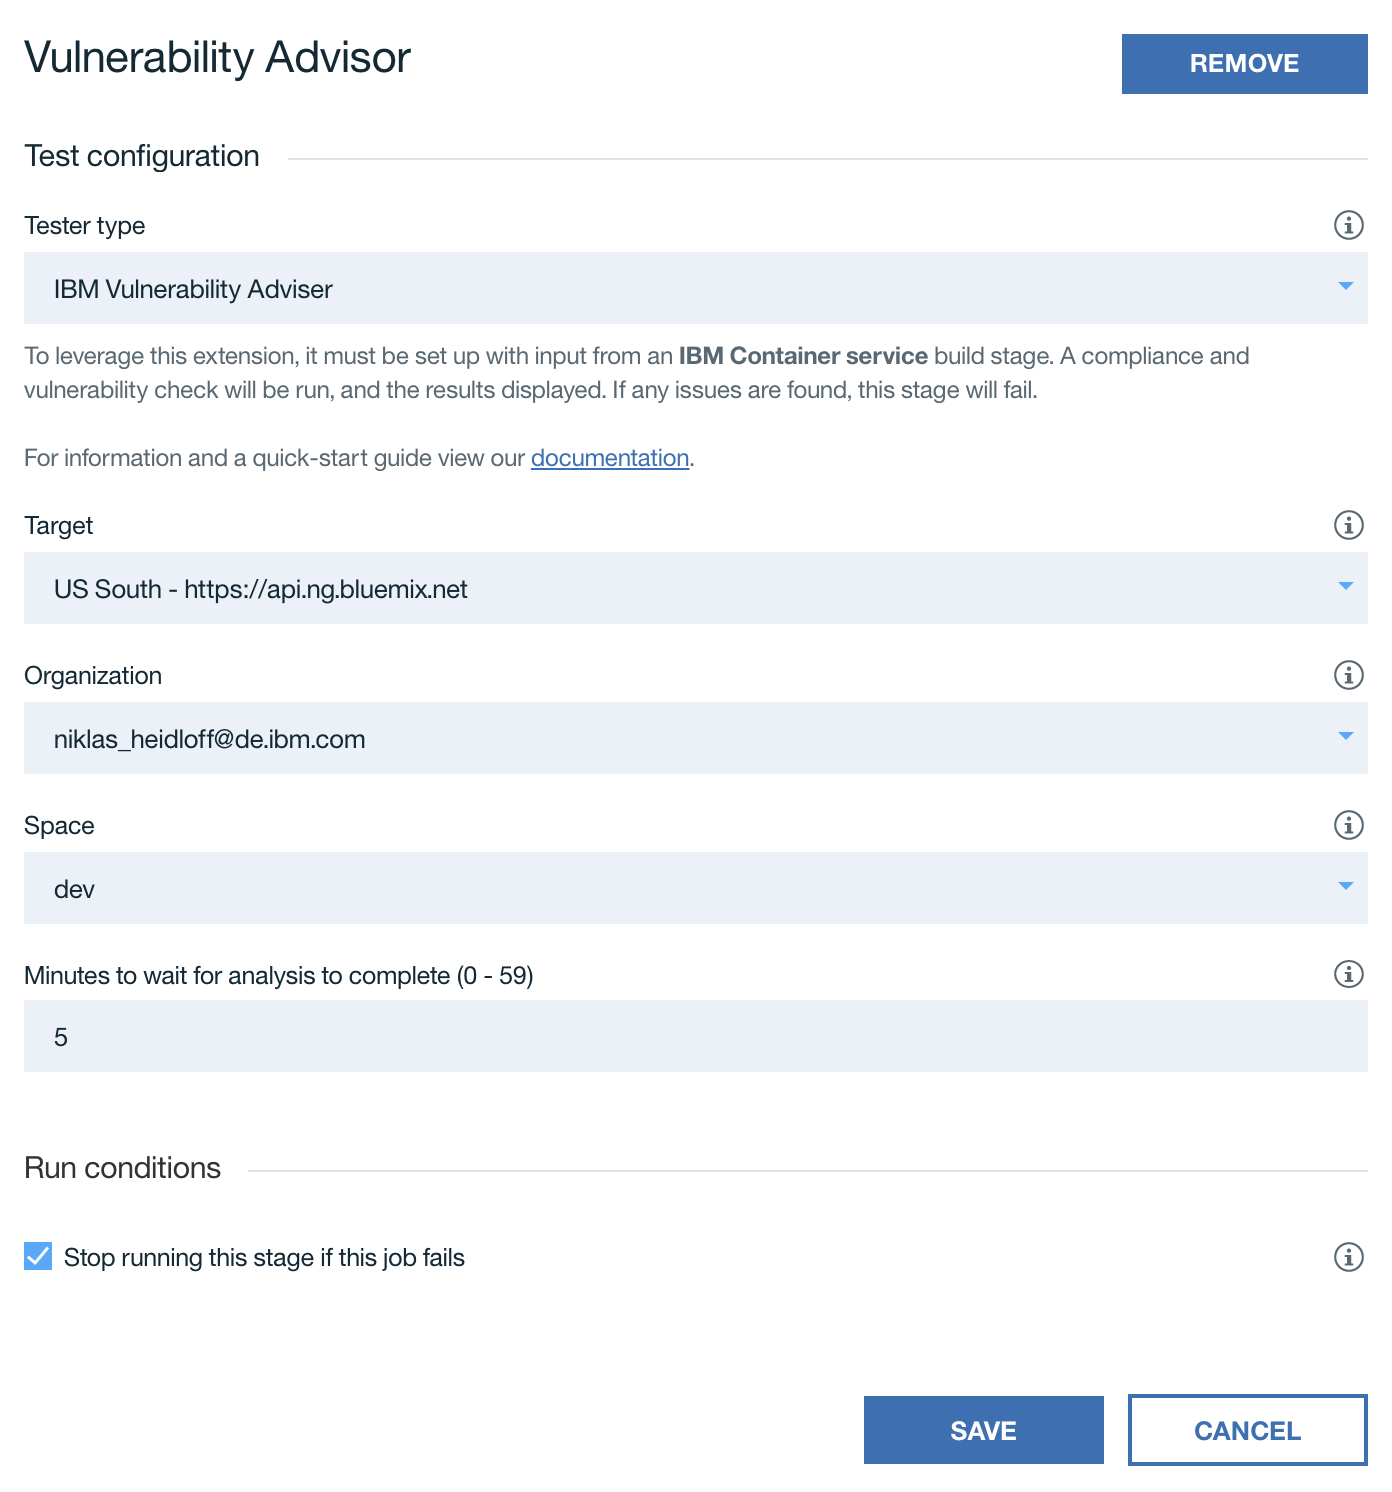 Vulnerability Advisor
REMOVE
Test configuration
Tester type
IBM Vulnerability Adviser
To leverage this extension, it must be set up with input from an IBM Container service build stage. A compliance and
vulnerability check will be run, and the results displayed. If any issues are found, this stage will fail.
For information and a quick-start guide view our documentation.
Target
US South - https://api.ng.bluemix.net
Organization
niklas_heidloff@de.ibm.com
Space
dev
Minutes to wait for analysis to complete (0 - 59)
5
Run conditions
Stop running this stage if this job fails
SAVE
CANCEL